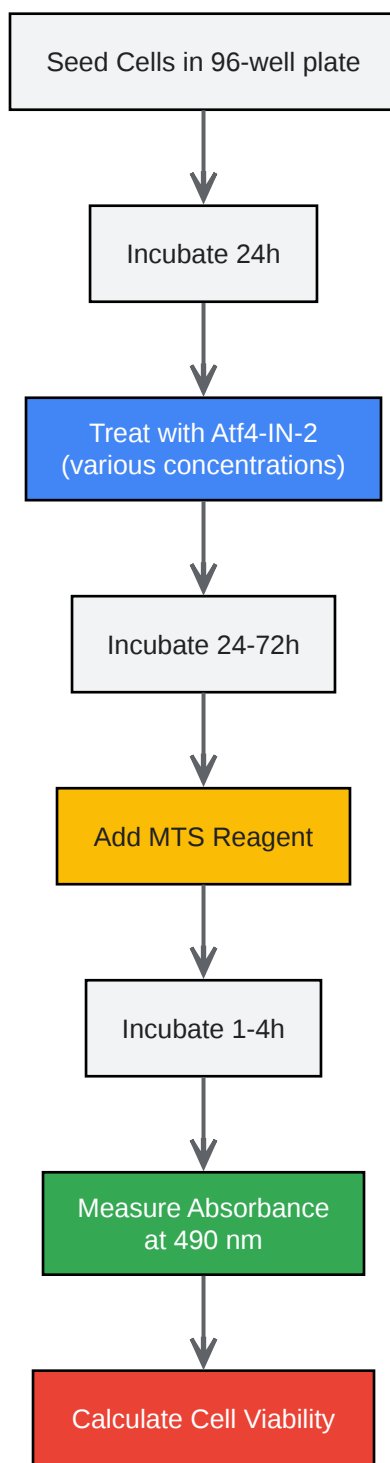 Seed Cells in 96-well plate
Incubate 24h
Treat with Atf4-IN-2
(various concentrations)
Incubate 24-72h
Add MTS Reagent
Incubate 1-4h
Measure Absorbance
at 490 nm
Calculate Cell Viability